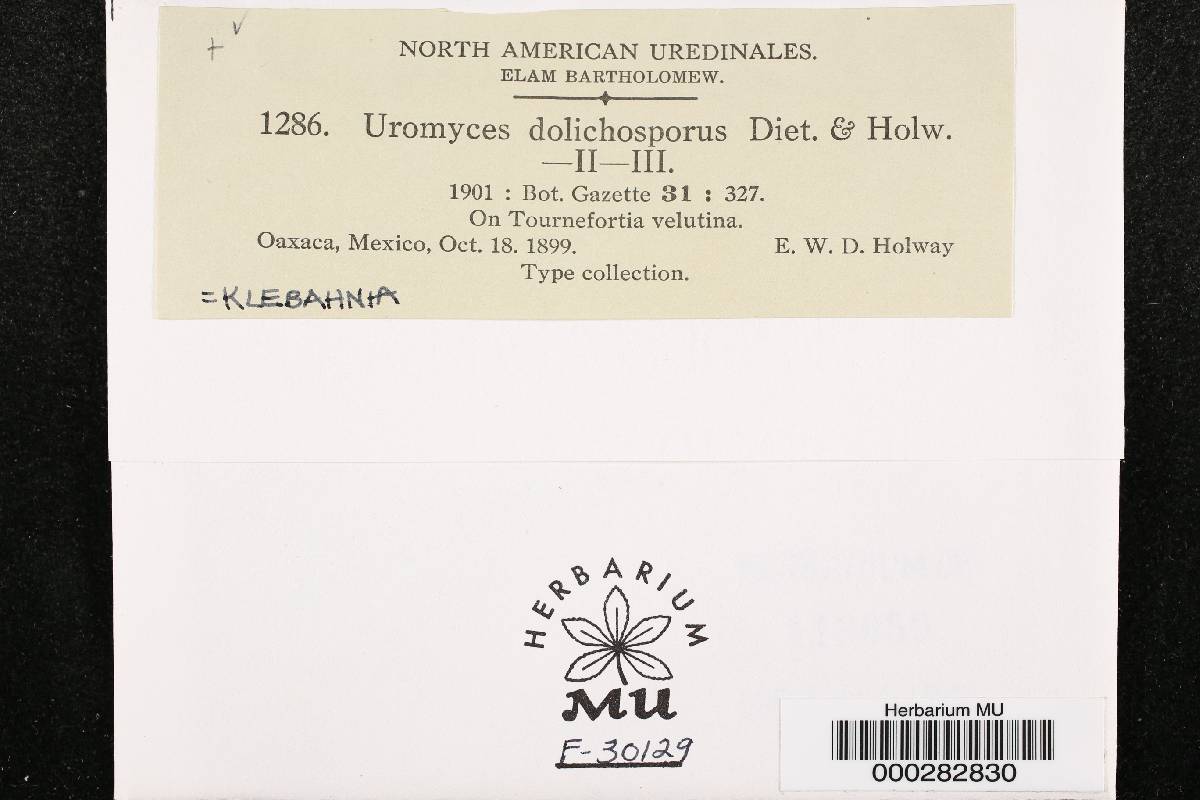 + ✓
NORTH AMERICAN UREDINALES.
ELAM BARTHOLOMEW.
1286. Uromyces dolichosporus Diet. & Holw.
—II—III.
1901 : Bot. Gazette 31 : 327.
On Tournefortia velutina.
Oaxaca, Mexico, Oct. 18. 1899. E. W. D. Holway
Type collection.
=KLEBAHNIA
HERBARIUM
MU
F-30129
Herbarium MU
000282830